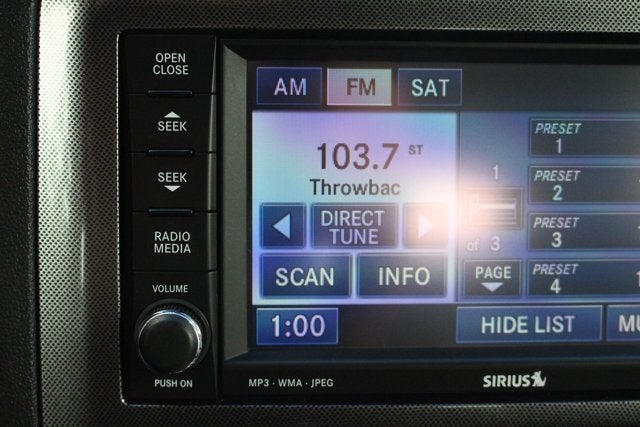 OPEN
CLOSE
SEEK
SEEK
RADIO
MEDIA
VOLUME
PUSH ON
AM FM SAT
103.7 ST
Throwbac
DIRECT
TUNE
SCAN INFO
1:00
1
of 3
PAGE
PRESET
1
PRESET
2
PRESET
3
PRESET
4
HIDE LIST
MP3 · WMA · JPEG
SIRIUS